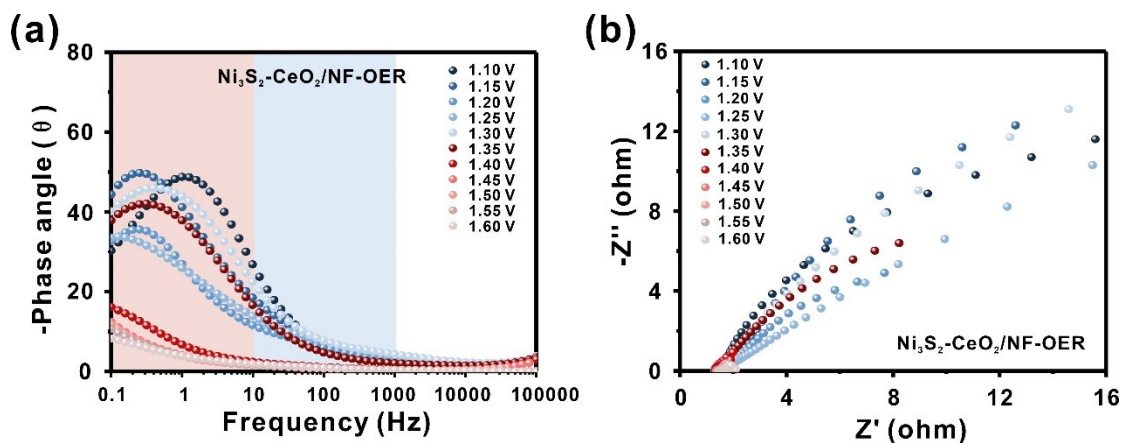 (a)
80
60
40
20
0
-Phase angle (θ)
Ni₃S₂-CeO₂/NF-OER
1.10 V
1.15 V
1.20 V
1.25 V
1.30 V
1.35 V
1.40 V
1.45 V
1.50 V
1.55 V
1.60 V
0.1 1 10 100 1000 10000 100000
Frequency (Hz)
(b)
16
12
8
4
0
-Z'' (ohm)
1.10 V
1.15 V
1.20 V
1.25 V
1.30 V
1.35 V
1.40 V
1.45 V
1.50 V
1.55 V
1.60 V
Ni₃S₂-CeO₂/NF-OER
0 4 8 12 16
Z' (ohm)